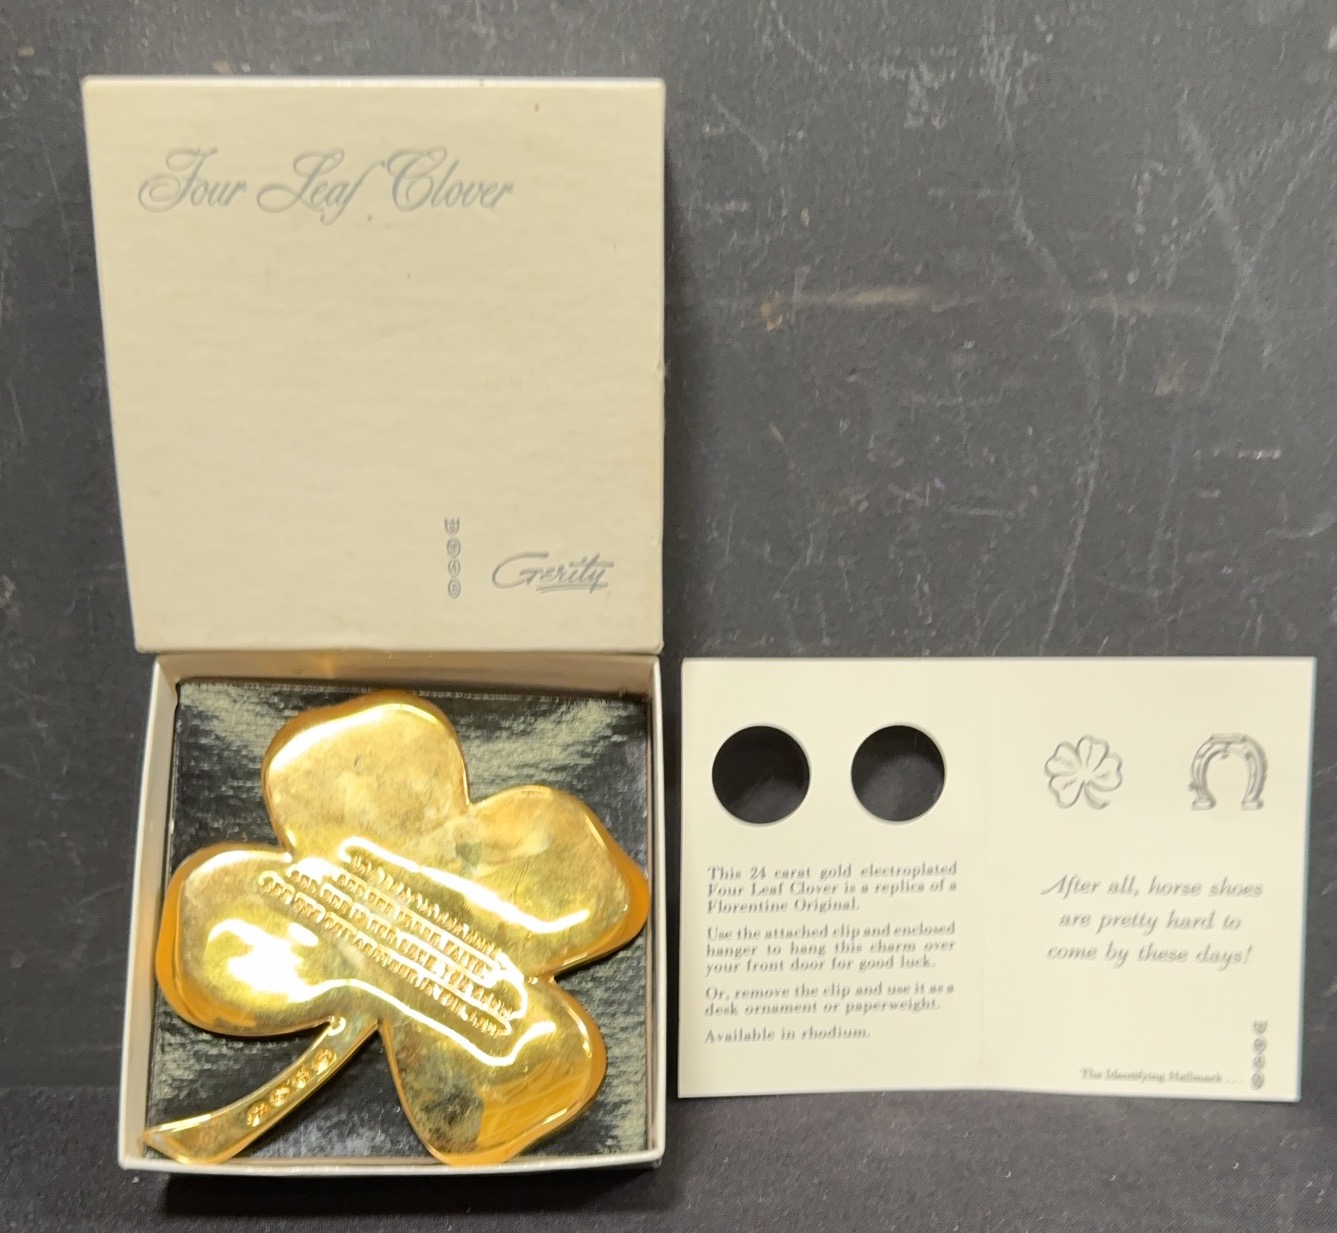 Four Leaf Clover
Gerity
This 24 carat gold electroplated
Four Leaf Clover is a replica of a
Florentine Original.
Use the attached clip and enclosed
hanger to hang this charm over
your front door for good luck.
Or, remove the clip and use it as a
desk ornament or paperweight.
Available in rhodium.
After all, horse shoes
are pretty hard to
come by these days!
The Identifying Hallmark . . .